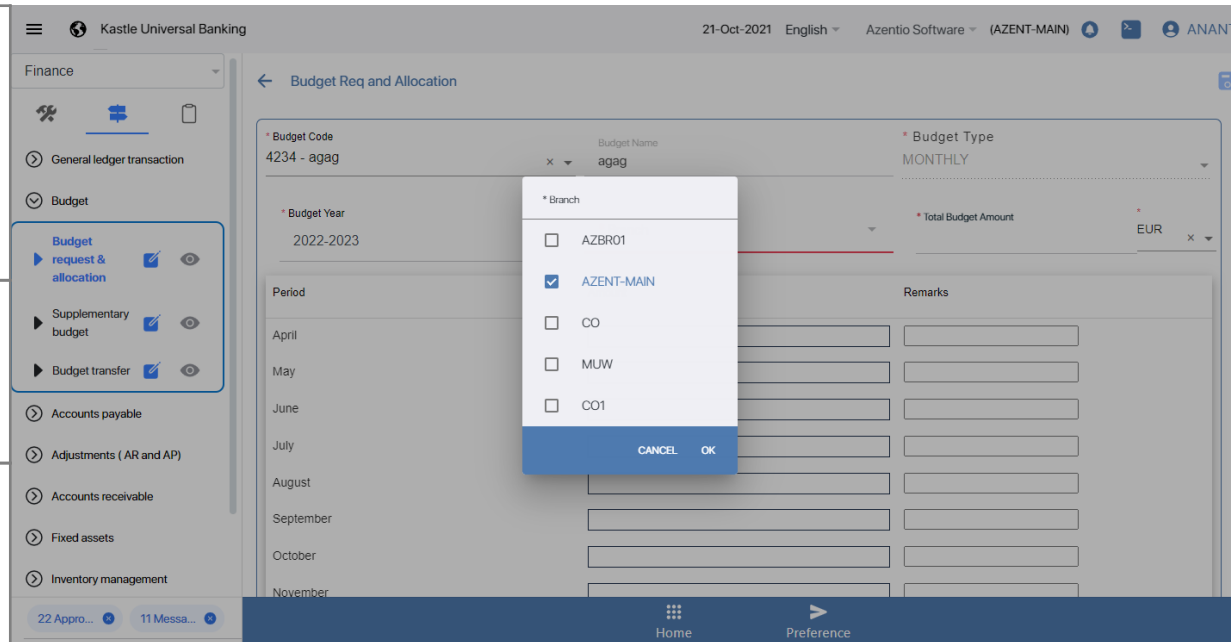 Kastle Universal Banking
21-Oct-2021 English Azentio Software (AZENT-MAIN) ANANT
Finance
General ledger transaction
Budget
Budget request & allocation
Supplementary budget
Budget transfer
Accounts payable
Adjustments ( AR and AP)
Accounts receivable
Fixed assets
Inventory management
22 Appro... 11 Messa...
Budget Req and Allocation
* Budget Code
4234 - agag
Budget Name
agag
* Budget Type
MONTHLY
* Budget Year
2022-2023
* Total Budget Amount
*
EUR
* Branch
AZBR01
AZENT-MAIN
CO
MUW
CO1
CANCEL OK
Period Remarks
April
May
June
July
August
September
October
November
Home Preference